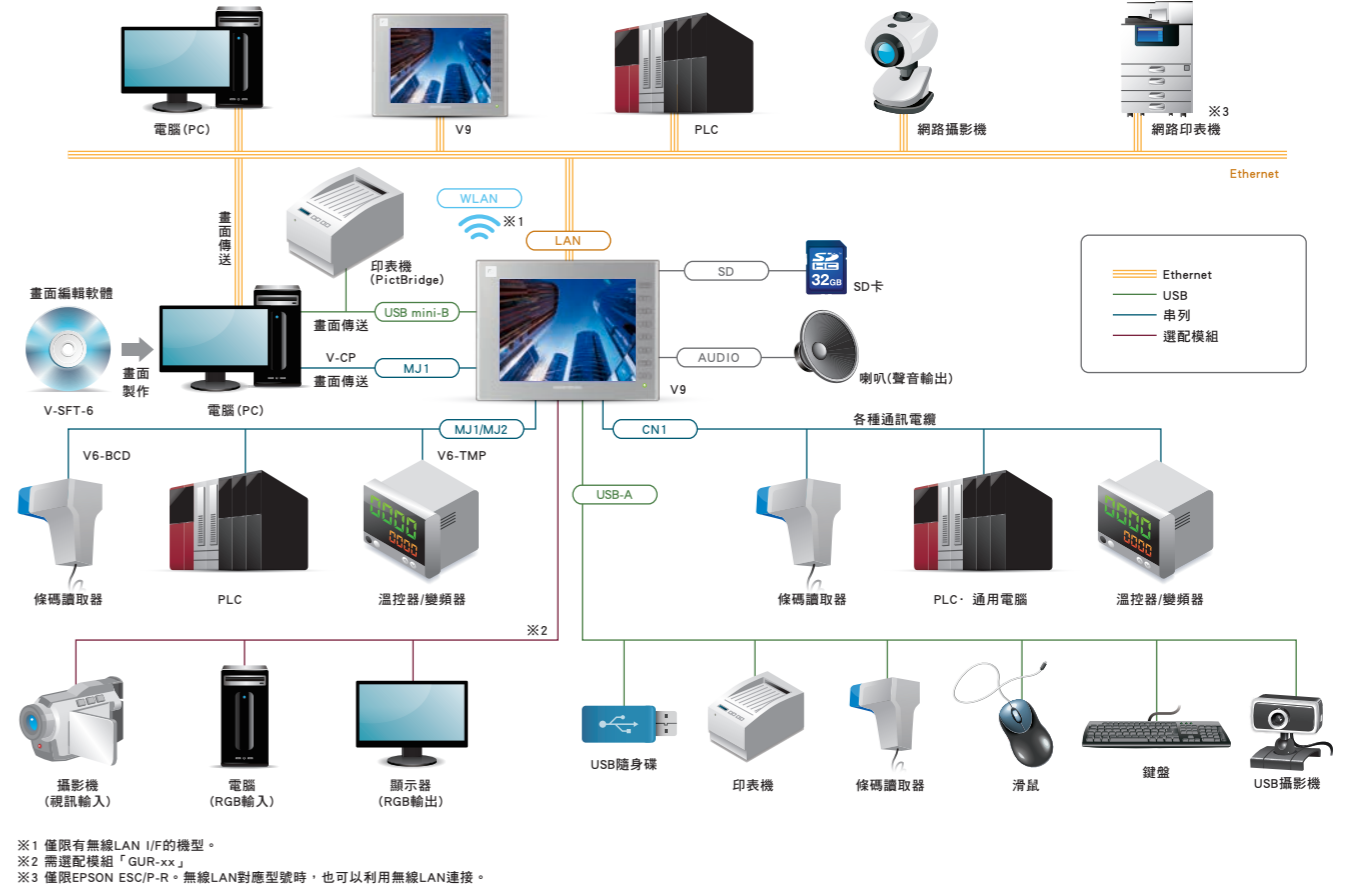 電腦(PC)
V9
PLC
網路攝影機
※3
網路印表機
Ethernet
畫面傳送
WLAN
※1
LAN
印表機
(PictBridge)
SD
32GB
SD卡
畫面編輯軟體
USB mini-B
畫面傳送
V-CP
畫面傳送
MJ1
AUDIO
喇叭(聲音輸出)
V9
畫面
製作
V-SFT-6
電腦(PC)
Ethernet
USB
串列
選配模組
MJ1/MJ2
CN1
各種通訊電纜
V6-BCD
V6-TMP
USB-A
條碼讀取器
PLC
溫控器/變頻器
條碼讀取器
PLC· 通用電腦
溫控器/變頻器
※2
攝影機
(視訊輸入)
電腦
(RGB輸入)
顯示器
(RGB輸出)
USB隨身碟
印表機
條碼讀取器
滑鼠
鍵盤
USB攝影機
※1 僅限有無線LAN I/F的機型。
※2 需選配模組「GUR-xx」
※3 僅限EPSON ESC/P-R。無線LAN對應型號時,也可以利用無線LAN連接。